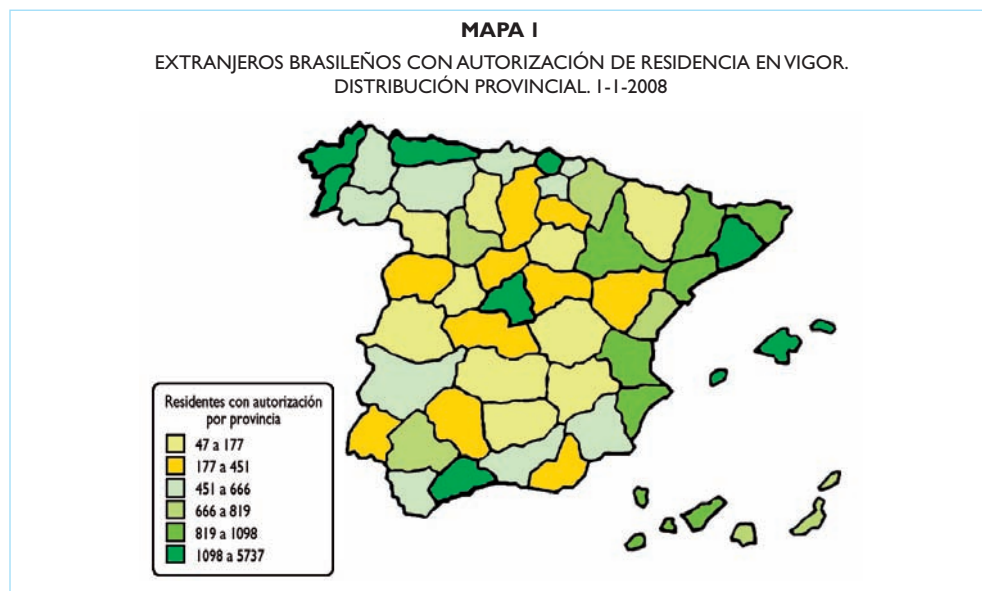 MAPA 1
EXTRANJEROS BRASILEÑOS CON AUTORIZACIÓN DE RESIDENCIA EN VIGOR.
DISTRIBUCIÓN PROVINCIAL. 1-1-2008
Residentes con autorización
por provincia
47 a 177
177 a 451
451 a 666
666 a 819
819 a 1098
1098 a 5737